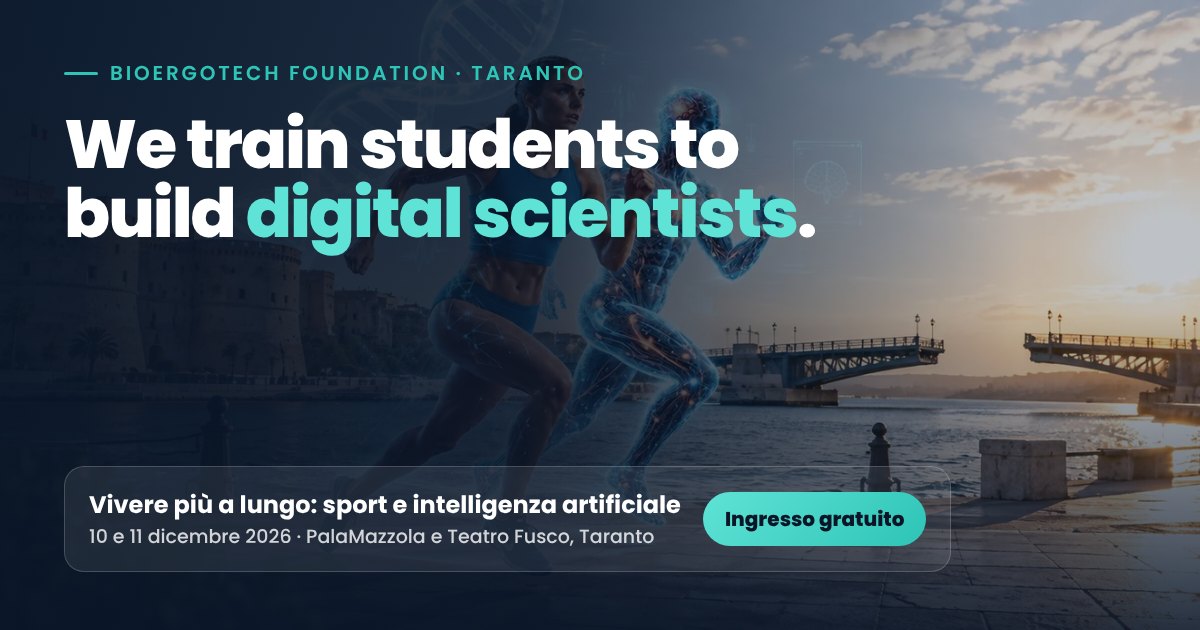 BIOERGOTECH FOUNDATION · TARANTO
We train students to
build digital scientists.
Vivere più a lungo: sport e intelligenza artificiale
10 e 11 dicembre 2026 · PalaMazzola e Teatro Fusco, Taranto
Ingresso gratuito